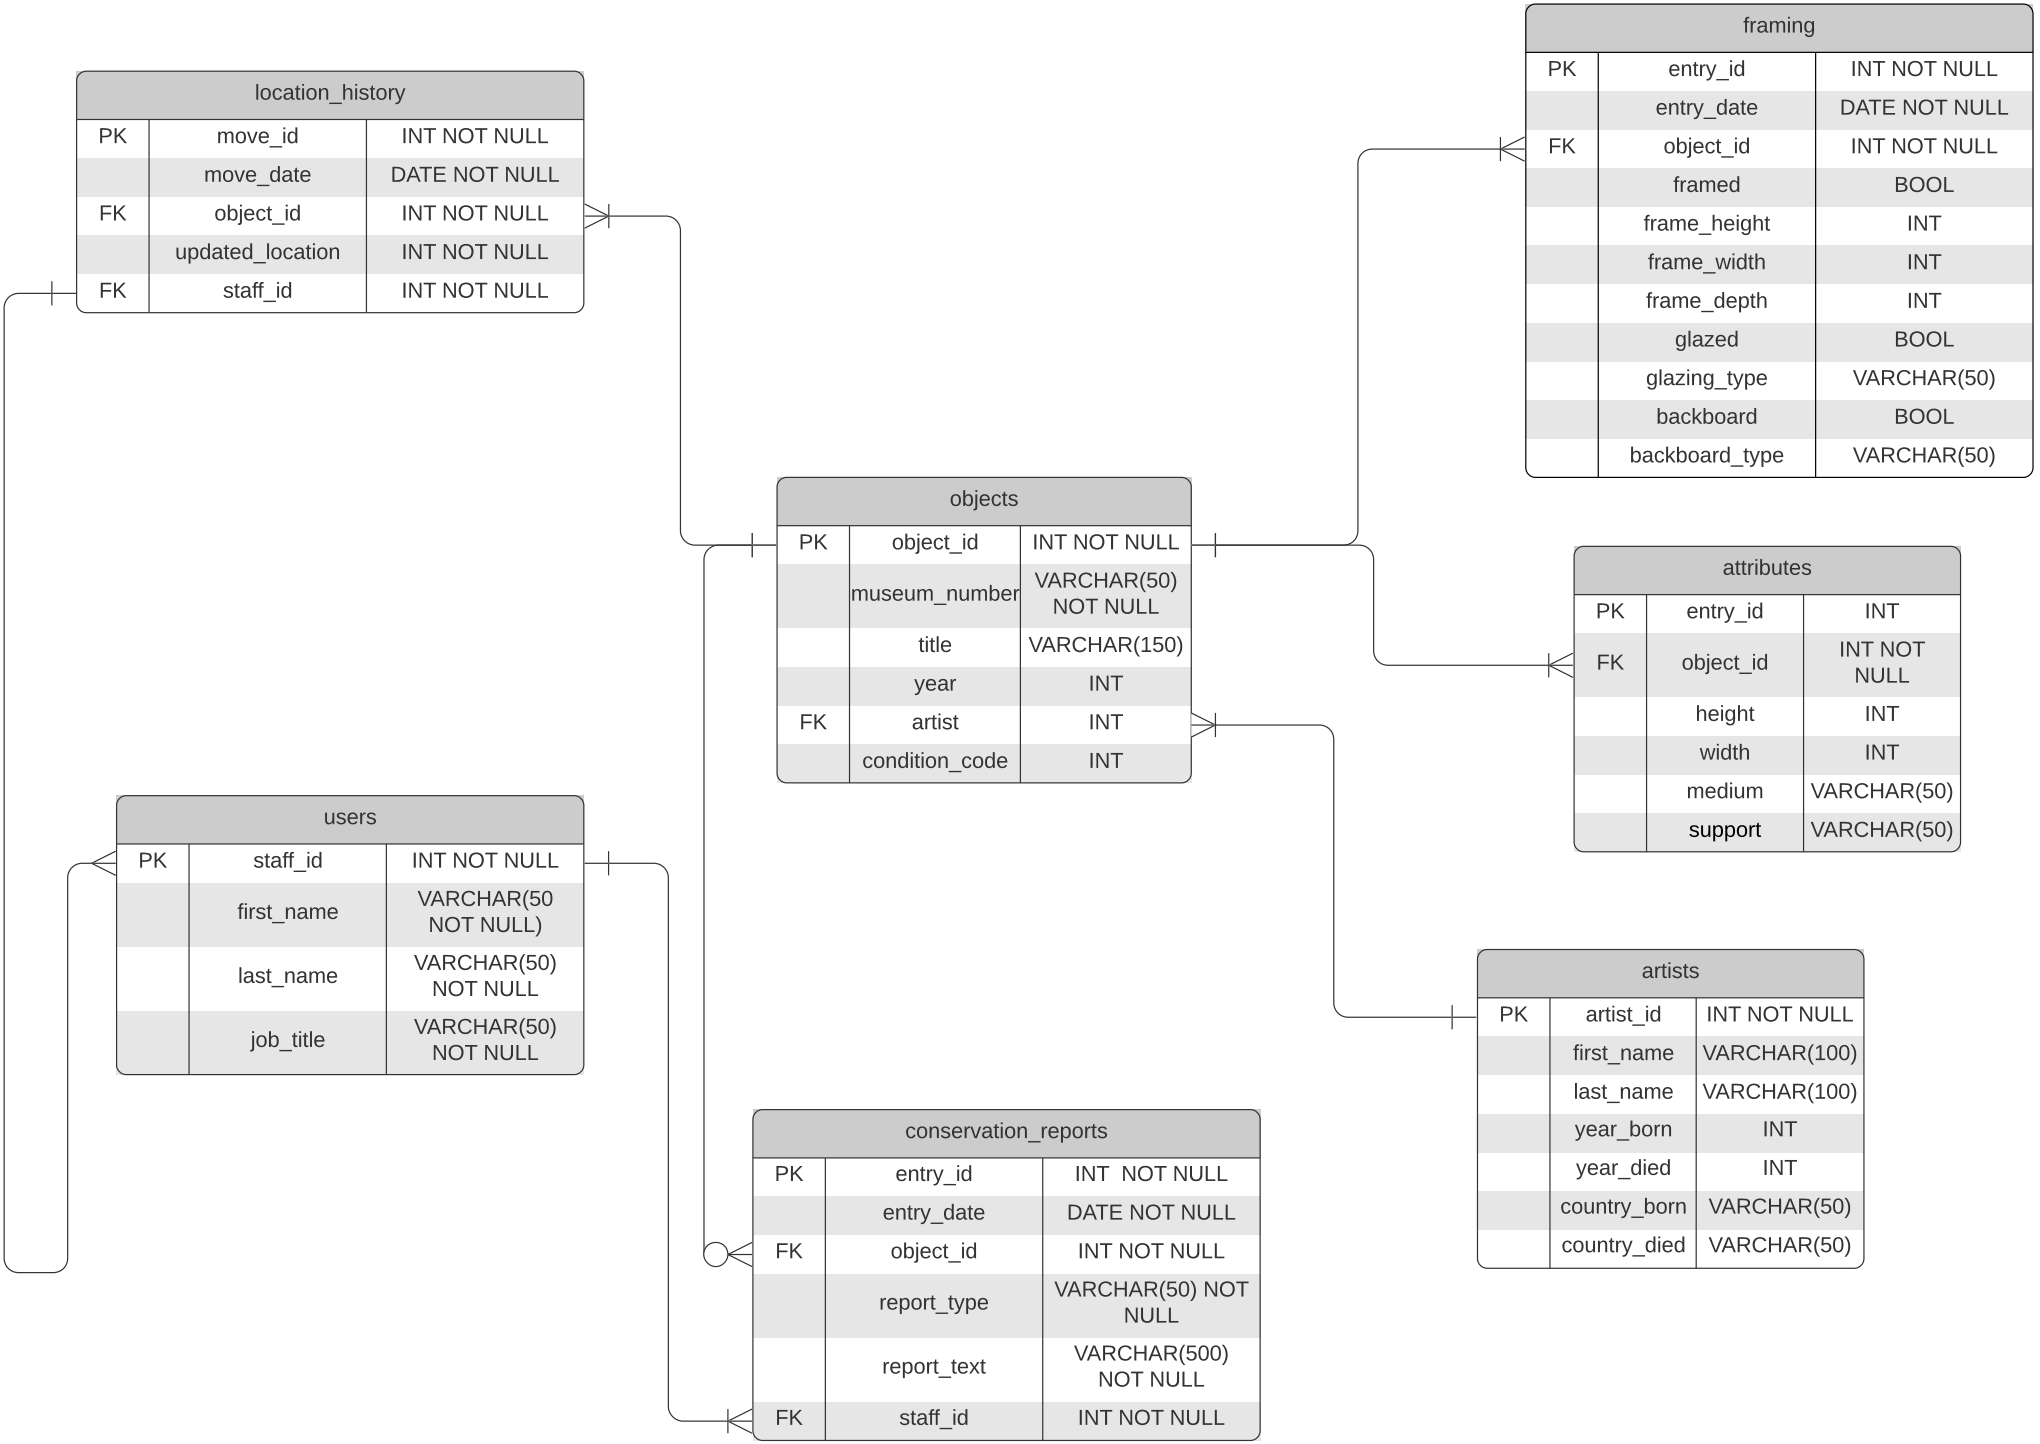 location_history
PK move_id INT NOT NULL
move_date DATE NOT NULL
FK object_id INT NOT NULL
updated_location INT NOT NULL
FK staff_id INT NOT NULL
framing
PK entry_id INT NOT NULL
entry_date DATE NOT NULL
FK object_id INT NOT NULL
framed BOOL
frame_height INT
frame_width INT
frame_depth INT
glazed BOOL
glazing_type VARCHAR(50)
backboard BOOL
backboard_type VARCHAR(50)
objects
PK object_id INT NOT NULL
museum_number VARCHAR(50)
NOT NULL
title VARCHAR(150)
year INT
FK artist INT
condition_code INT
attributes
PK entry_id INT
FK object_id INT NOT
NULL
height INT
width INT
medium VARCHAR(50)
support VARCHAR(50)
users
PK staff_id INT NOT NULL
first_name VARCHAR(50
NOT NULL)
last_name VARCHAR(50)
NOT NULL
job_title VARCHAR(50)
NOT NULL
artists
PK artist_id INT NOT NULL
first_name VARCHAR(100)
last_name VARCHAR(100)
year_born INT
year_died INT
country_born VARCHAR(50)
country_died VARCHAR(50)
conservation_reports
PK entry_id INT NOT NULL
entry_date DATE NOT NULL
FK object_id INT NOT NULL
report_type VARCHAR(50) NOT
NULL
report_text VARCHAR(500)
NOT NULL
FK staff_id INT NOT NULL